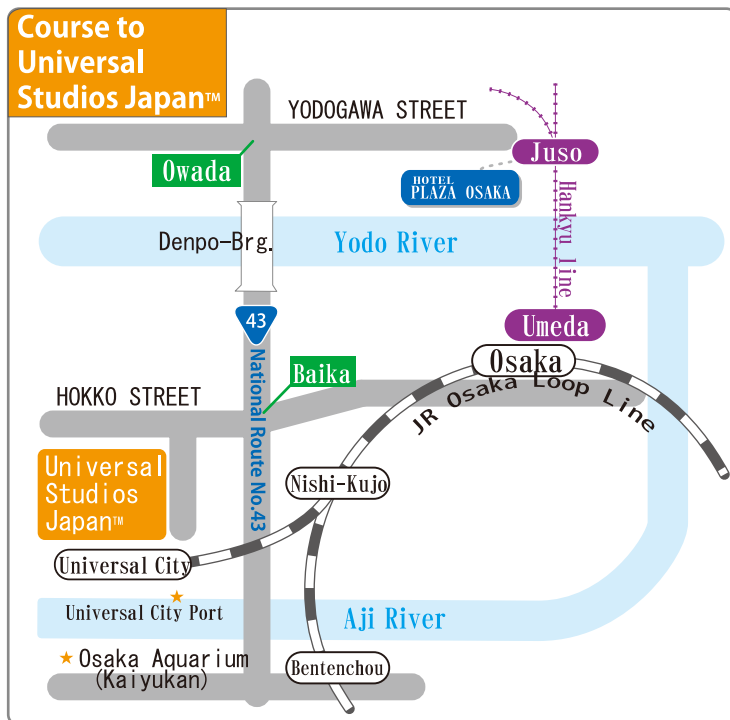 Course to
Universal
Studios Japan™
YODOGAWA STREET
Juso
Owada
HOTEL
PLAZA OSAKA
Hankyu line
Denpo-Brg.
Yodo River
43
Umeda
National Route No.43
Osaka
Baika
JR Osaka Loop Line
HOKKO STREET
Universal
Studios
Japan™
Nishi-Kujo
Universal City
Universal City Port
Aji River
Osaka Aquarium
(Kaiyukan)
Bentenchou